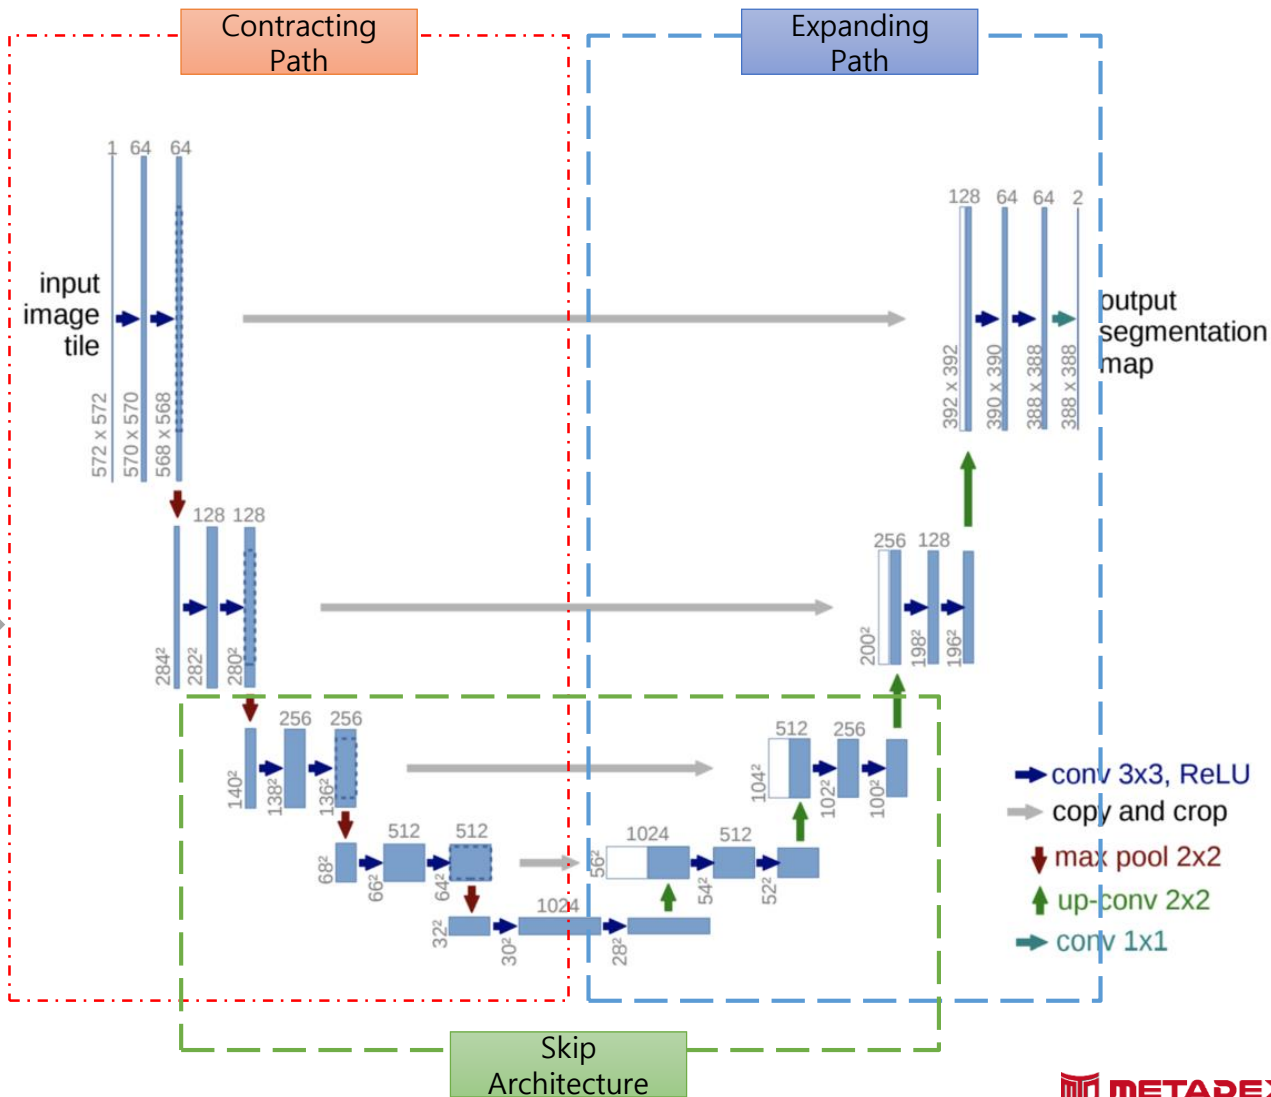 Contracting
Path
Expanding
Path
1 64 64
128 64 64 2
input
image
tile
output
segmentation
map
572 x 572
570 x 570
568 x 568
392 x 392
390 x 390
388 x 388
388 x 388
128 128
256 128
284²
282²
280²
200²
198²
196²
256 256
512 256
140²
138²
136²
104²
102²
100²
conv 3x3, ReLU
copy and crop
max pool 2x2
up-conv 2x2
conv 1x1
512 512
1024 512
68²
66²
64²
56²
54²
52²
1024
32²
30²
28²
Skip
Architecture
METADEX